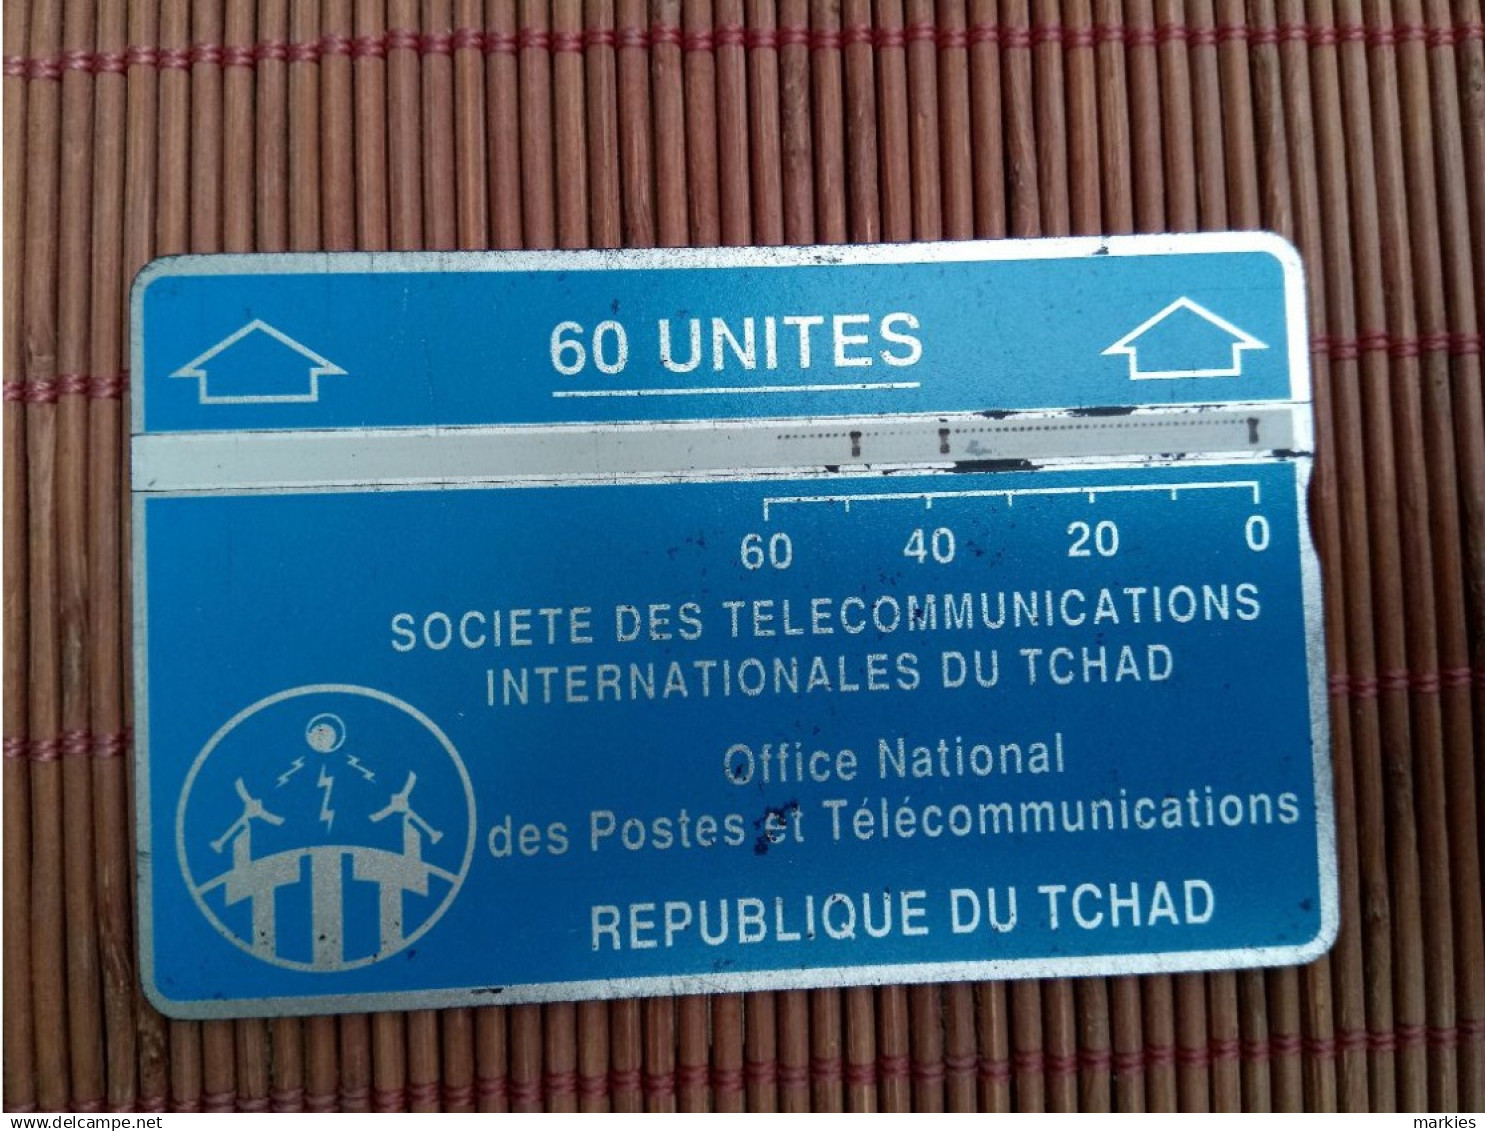 60 UNITES
60 40 20 0
SOCIETE DES TELECOMMUNICATIONS
INTERNATIONALES DU TCHAD
Office National
des Postes et Télécommunications
REPUBLIQUE DU TCHAD
TIT
www.delcampe.net
markies